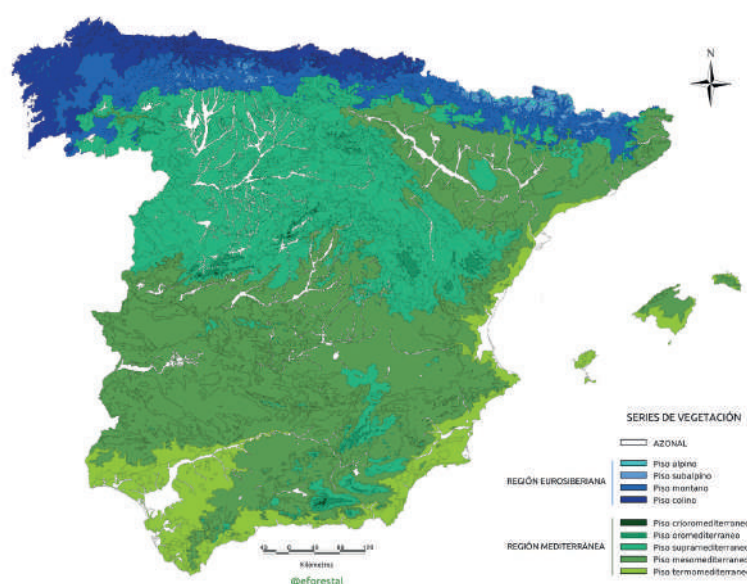 N
SERIES DE VEGETACIÓN
AZONAL
REGIÓN EUROSIBERIANA
Piso alpino
Piso subalpino
Piso montano
Piso colino
REGIÓN MEDITERRÁNEA
Piso crioromediterraneo
Piso oromediterraneo
Piso supramediterraneo
Piso mesomediterraneo
Piso termomediterraneo
Kilómetros
@eforestal